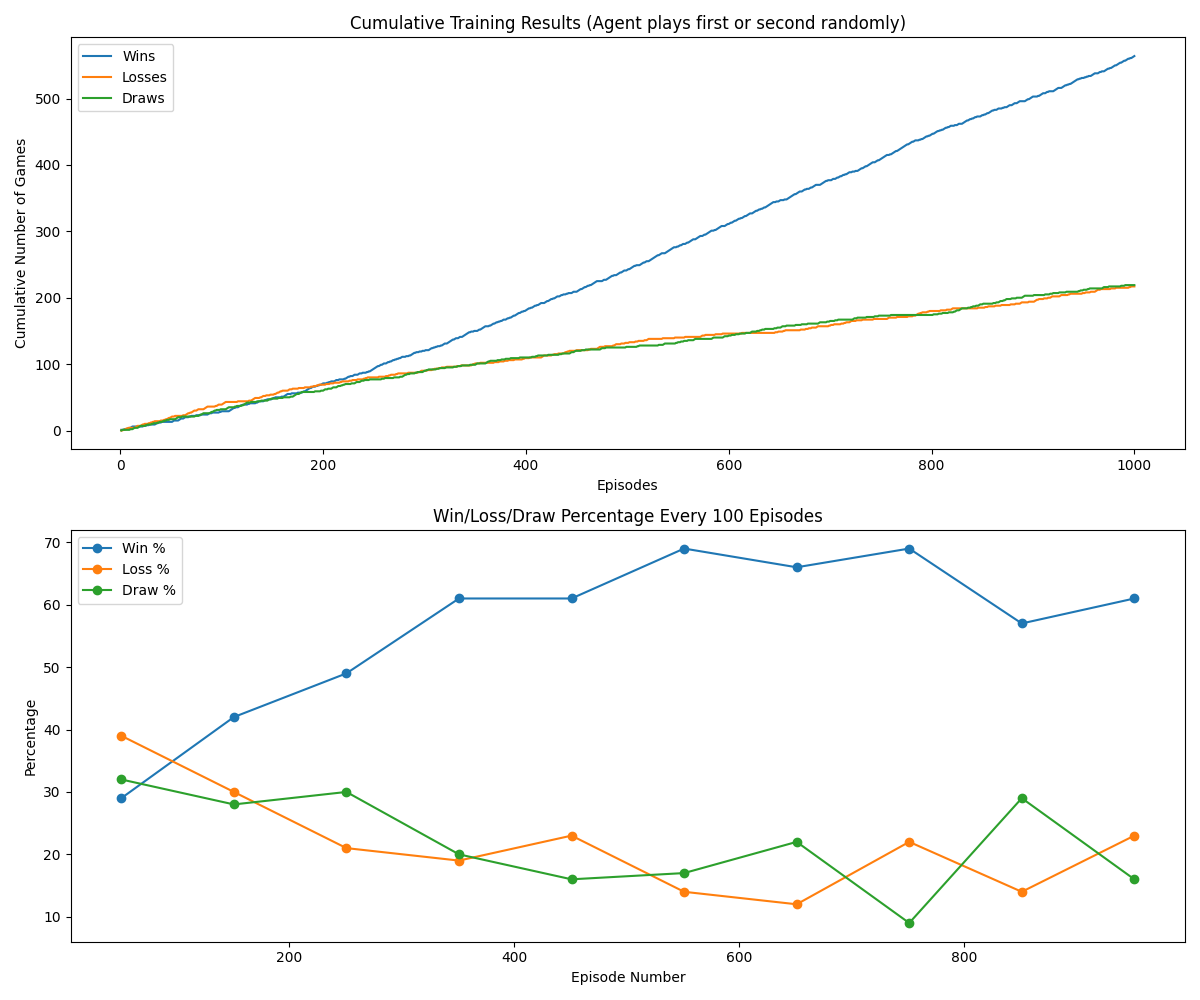 Cumulative Training Results (Agent plays first or second randomly)
Wins
Losses
Draws
Cumulative Number of Games
500
400
300
200
100
0
0 200 400 600 800 1000
Episodes
Win/Loss/Draw Percentage Every 100 Episodes
Win %
Loss %
Draw %
Percentage
70
60
50
40
30
20
10
200 400 600 800
Episode Number